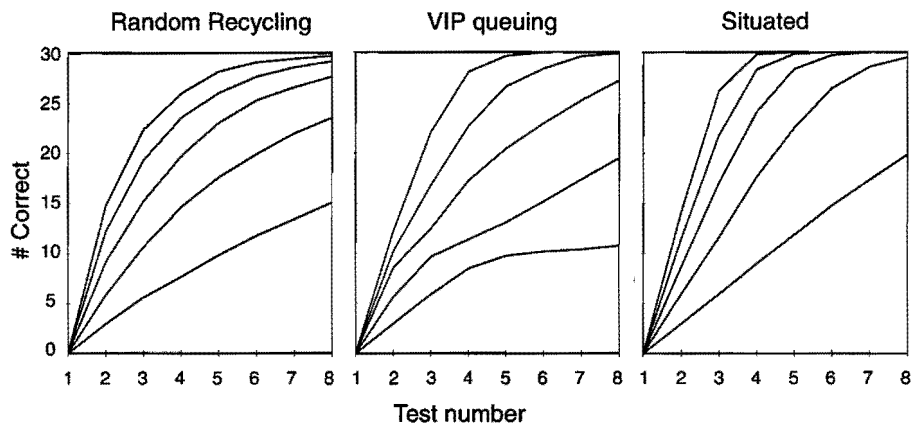 Random Recycling VIP queuing Situated
# Correct
30
25
20
15
10
5
0
1 2 3 4 5 6 7 8 1 2 3 4 5 6 7 8 1 2 3 4 5 6 7 8
Test number